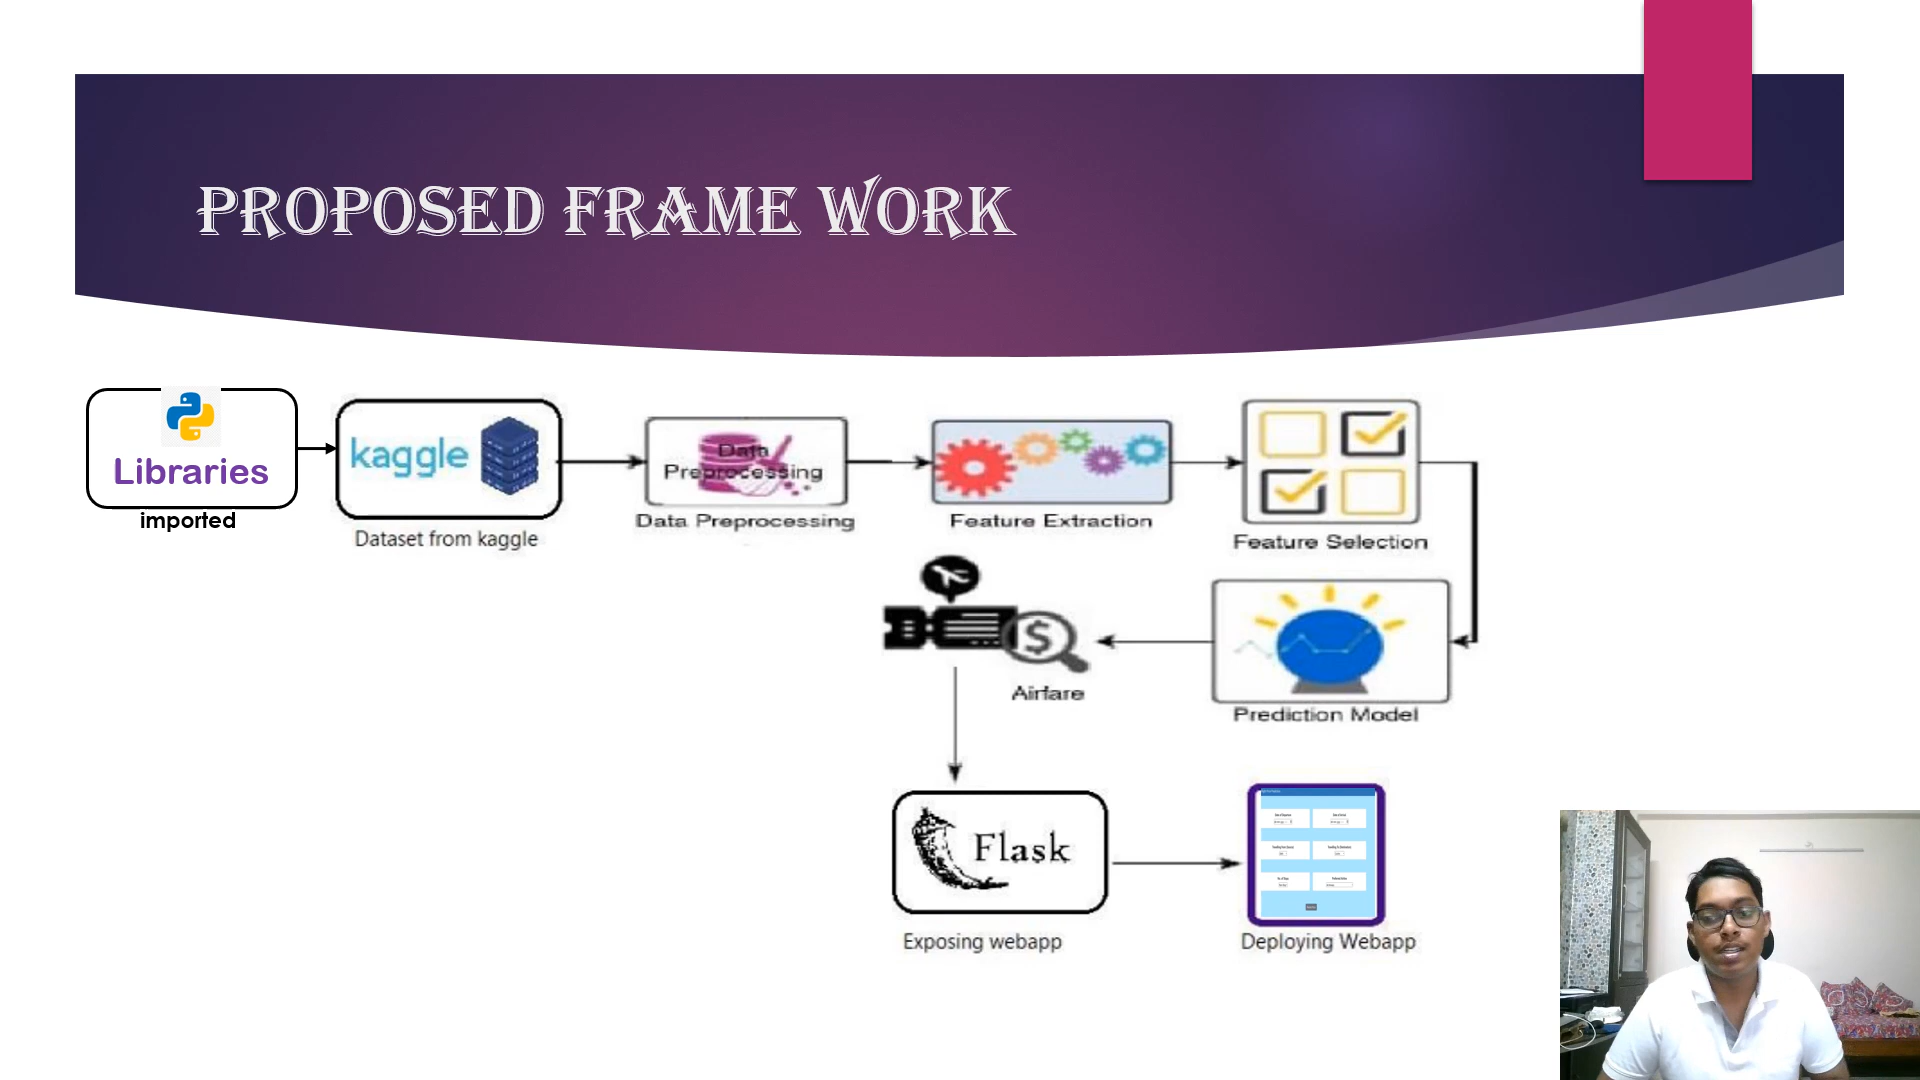 PROPOSED FRAME WORK
Libraries
imported
kaggle
Dataset from kaggle
Data
Preprocessing
Data Preprocessing
Feature Extraction
Feature Selection
$
Airfare
Prediction Model
Flask
Exposing webapp
Deploying Webapp